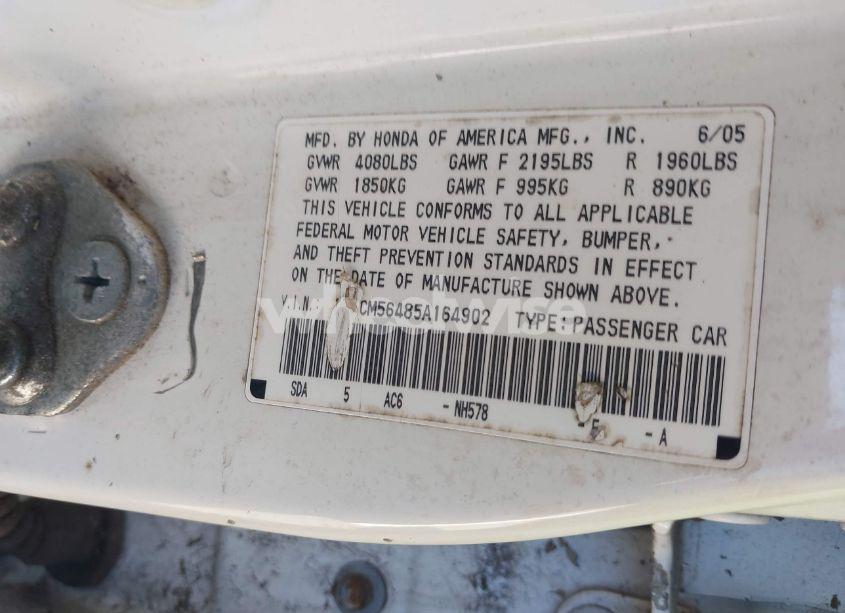 MFD. BY HONDA OF AMERICA MFG., INC. 6/05
GVWR 4080LBS GAWR F 2195LBS R 1960LBS
GVWR 1850KG GAWR F 995KG R 890KG
THIS VEHICLE CONFORMS TO ALL APPLICABLE
FEDERAL MOTOR VEHICLE SAFETY, BUMPER,
AND THEFT PREVENTION STANDARDS IN EFFECT
ON THE DATE OF MANUFACTURE SHOWN ABOVE.
V.I.N. CM56485A164902 TYPE:PASSENGER CAR
wheelwise
SDA 5 AC6 -NH578 -A